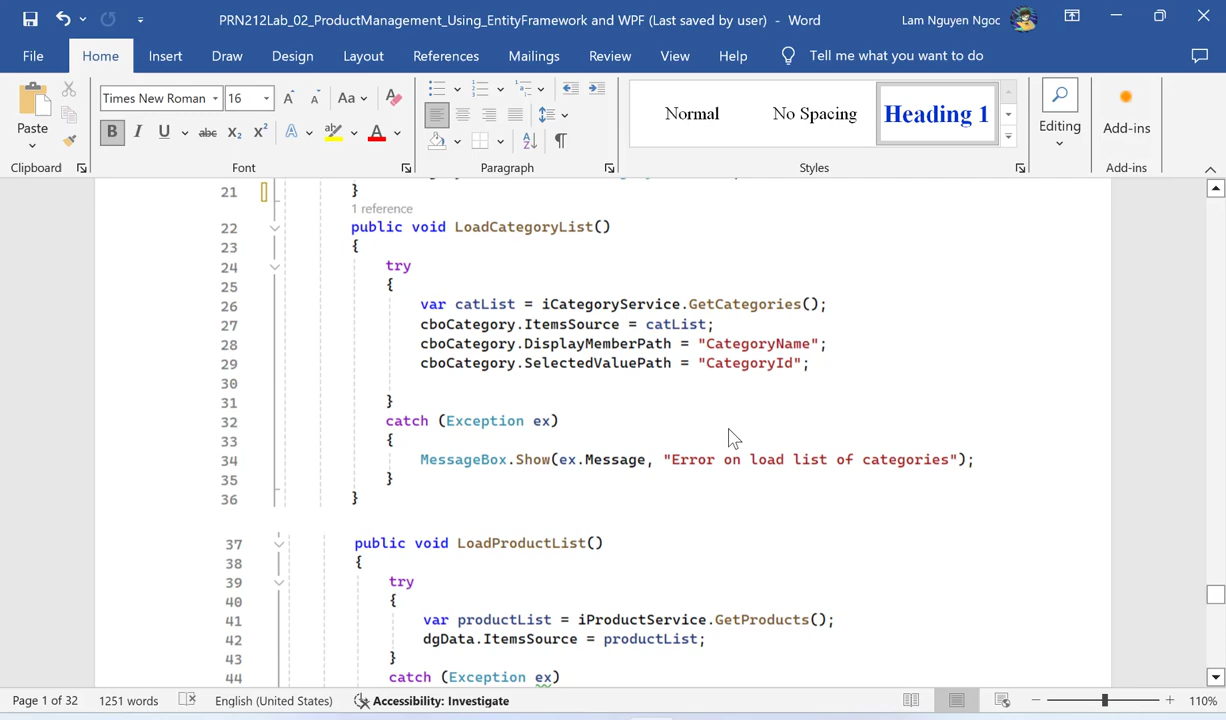 PRN212Lab_02_ProductManagement_Using_EntityFramework and WPF (Last saved by user) - Word
Lam Nguyen Ngoc
File Home Insert Draw Design Layout References Mailings Review View Help Tell me what you want to do
Times New Roman 16
Aa
Paste
B I U abc X₂ X² A A
Normal No Spacing Heading 1
Editing
Add-ins
Clipboard Font Paragraph Styles Add-ins
21 }
1 reference
22 public void LoadCategoryList()
23 {
24 try
25 {
26 var catList = iCategoryService.GetCategories();
27 cboCategory.ItemsSource = catList;
28 cboCategory.DisplayMemberPath = "CategoryName";
29 cboCategory.SelectedValuePath = "CategoryId";
30
31 }
32 catch (Exception ex)
33 {
34 MessageBox.Show(ex.Message, "Error on load list of categories");
35 }
36 }
37 public void LoadProductList()
38 {
39 try
40 {
41 var productList = iProductService.GetProducts();
42 dgData.ItemsSource = productList;
43 }
44 catch (Exception ex)
Page 1 of 32 1251 words English (United States) Accessibility: Investigate 110%